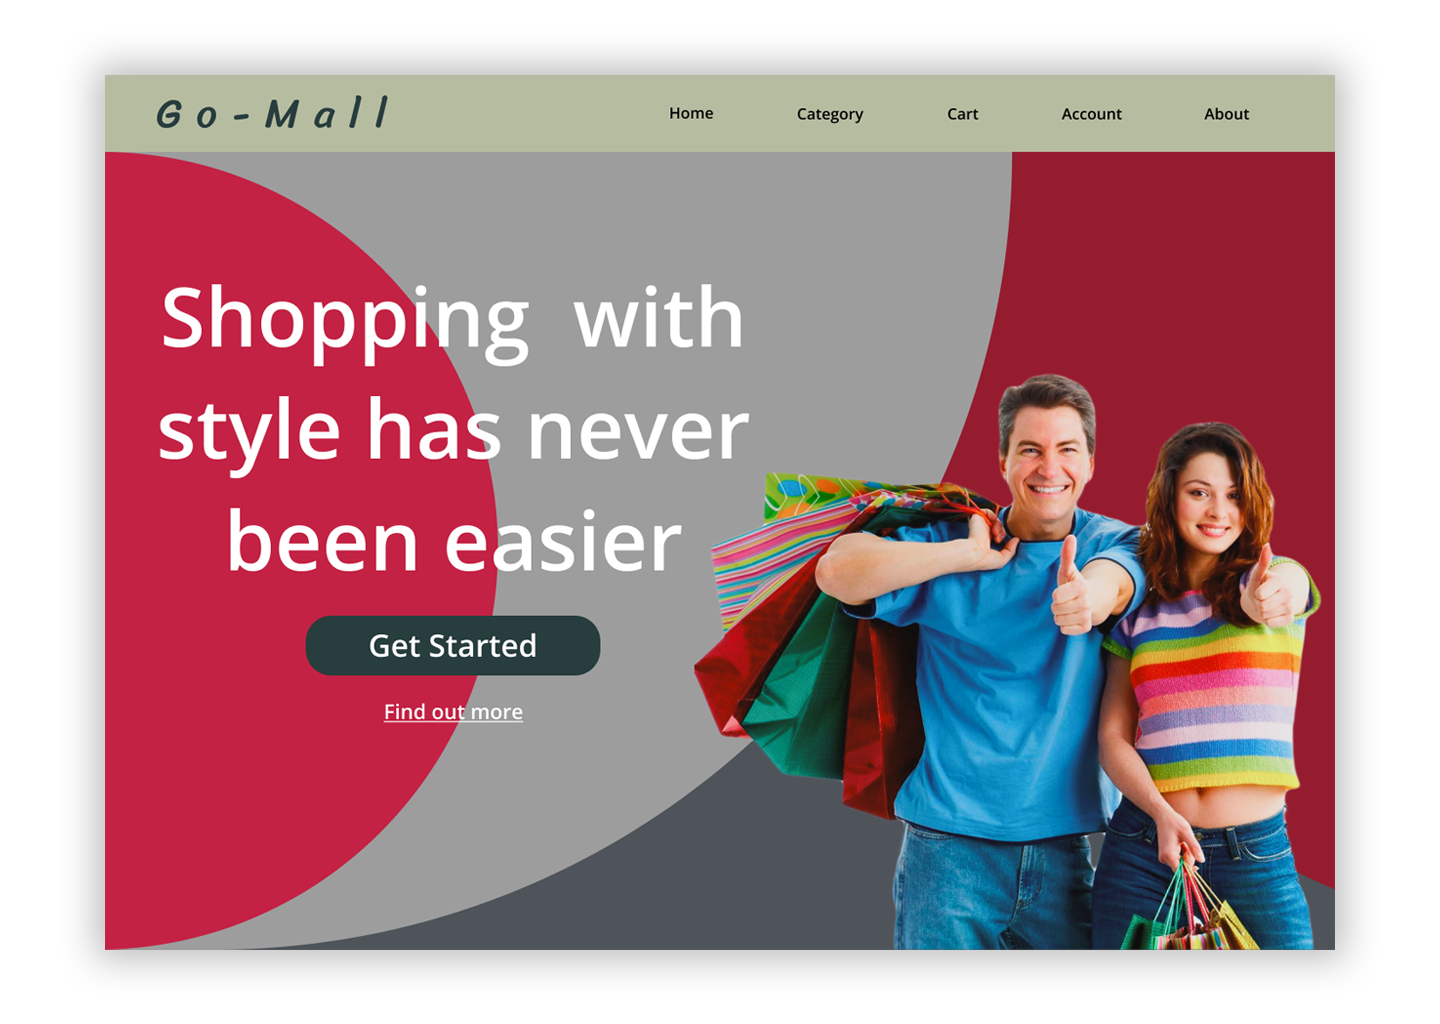 Go-Mall
Home Category Cart Account About
Shopping with
style has never
been easier
Get Started
Find out more